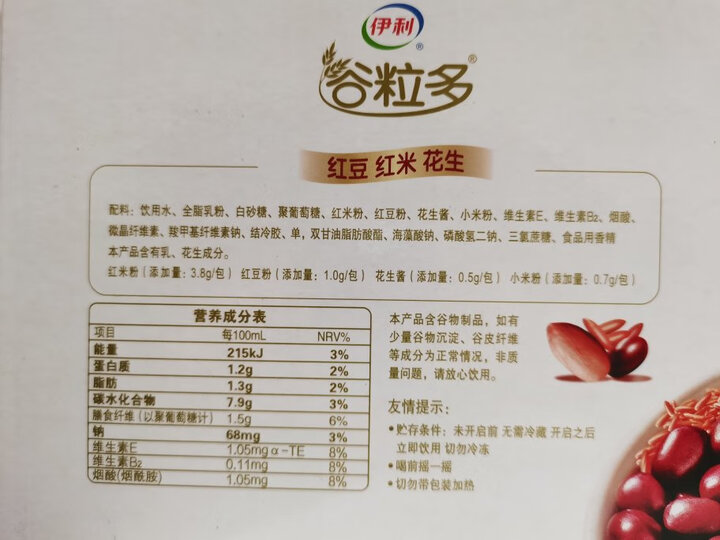 伊利®
谷粒多®
红豆 红米 花生
配料：饮用水、全脂乳粉、白砂糖、聚葡萄糖、红米粉、红豆粉、花生酱、小米粉、维生素E、维生素B₂、烟酸、
微晶纤维素、羧甲基纤维素钠、结冷胶、单，双甘油脂肪酸酯、海藻酸钠、磷酸氢二钠、三氯蔗糖、食品用香精
本产品含有乳、花生成分。
红米粉（添加量：3.8g/包） 红豆粉（添加量：1.0g/包） 花生酱（添加量：0.5g/包） 小米粉（添加量：0.7g/包）
营养成分表
项目 每100mL NRV%
能量 215kJ 3%
蛋白质 1.2g 2%
脂肪 1.3g 2%
碳水化合物 7.9g 3%
膳食纤维（以聚葡萄糖计） 1.5g 6%
钠 68mg 3%
维生素E 1.05mg α-TE 8%
维生素B₂ 0.11mg 8%
烟酸(烟酰胺) 1.05mg 8%
本产品含谷物制品，如有
少量谷物沉淀、谷皮纤维
等成分为正常情况，非质
量问题，请放心饮用。
友情提示：
•贮存条件：未开启前 无需冷藏 开启之后
立即饮用 切勿冷冻
•喝前摇一摇
•切勿带包装加热